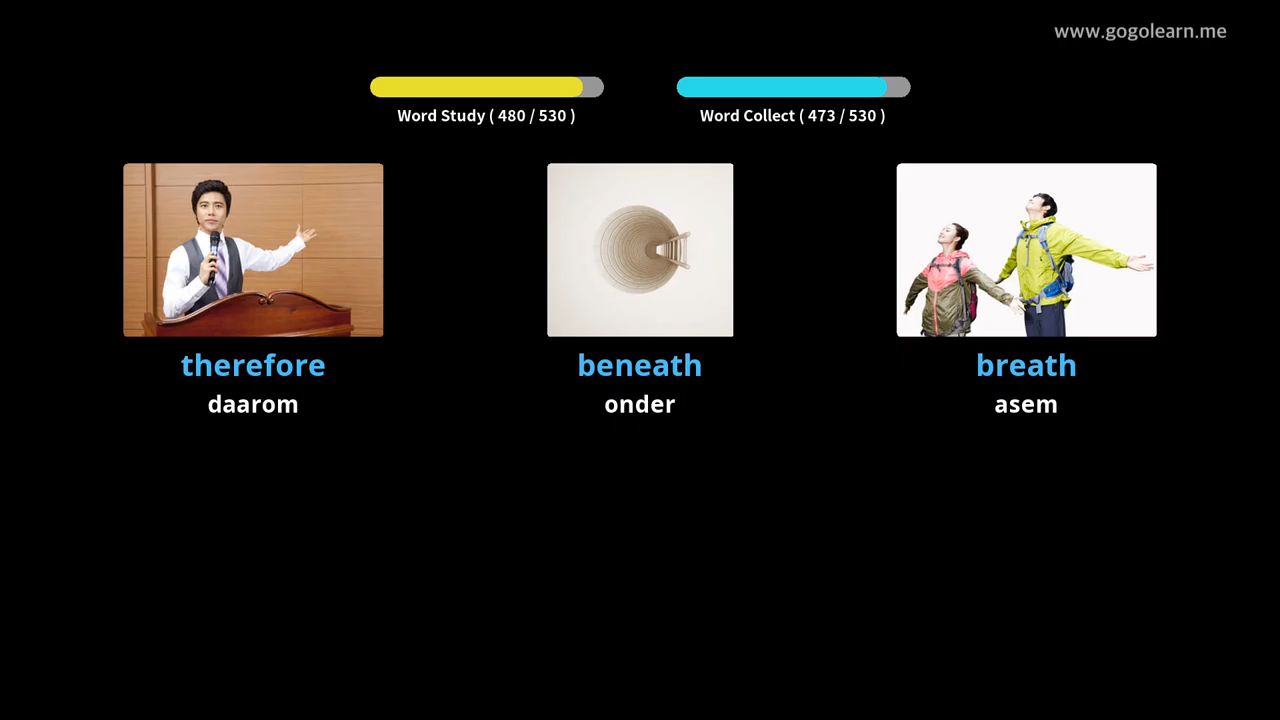 www.gogolearn.me
Word Study ( 480 / 530 )
Word Collect ( 473 / 530 )
therefore
daarom
beneath
onder
breath
asem